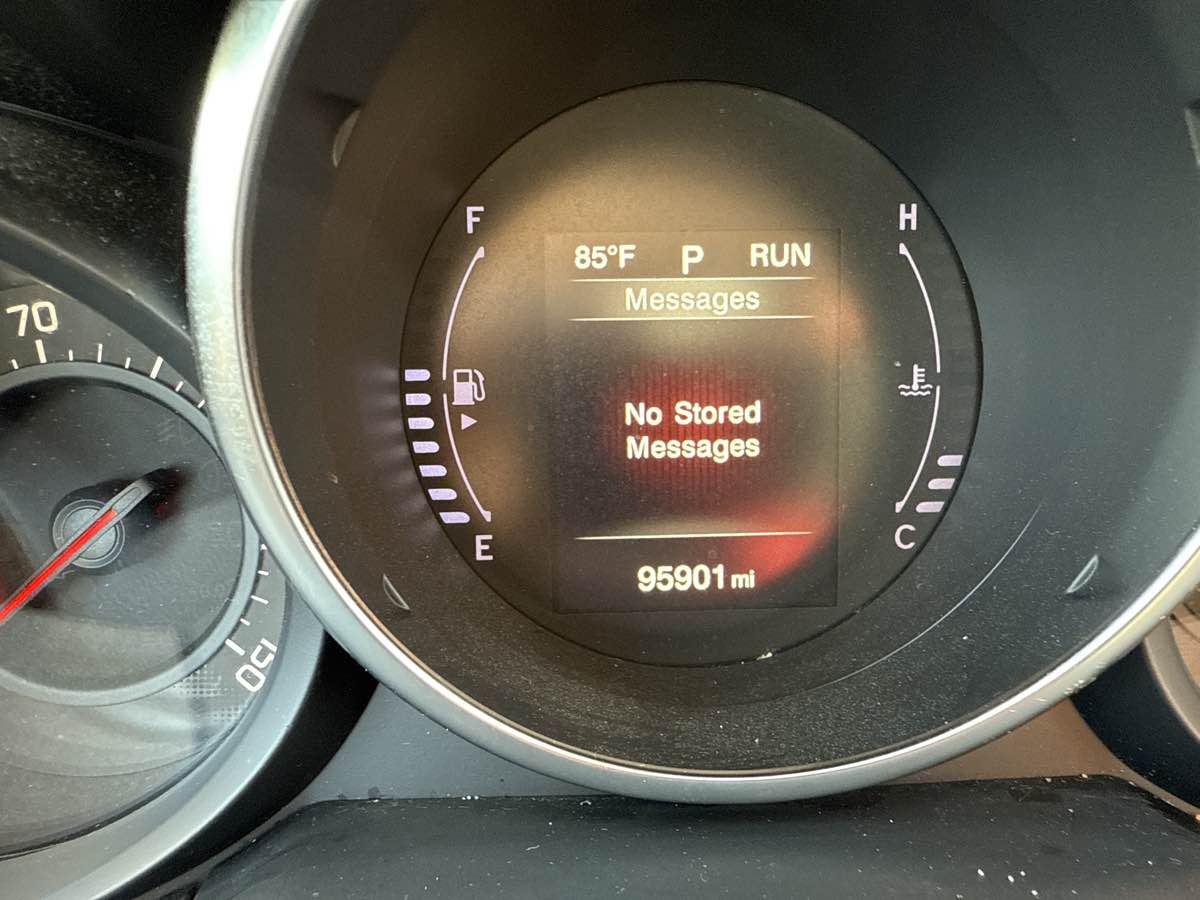 70
150
F
E
85°F P RUN
Messages
No Stored
Messages
95901 mi
H
C